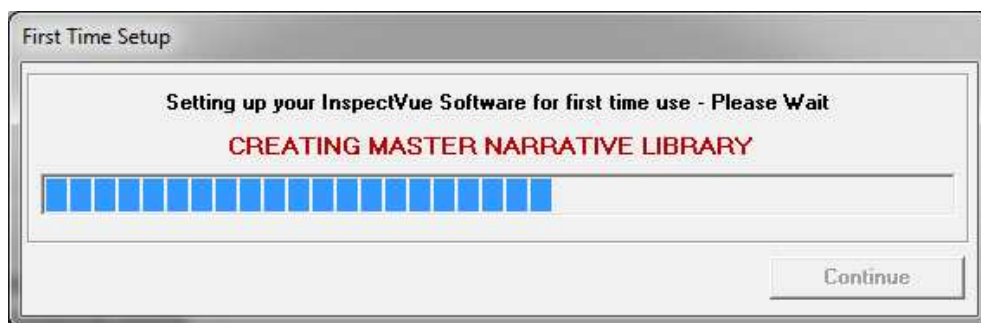 First Time Setup
Setting up your InspectVue Software for first time use - Please Wait
CREATING MASTER NARRATIVE LIBRARY
Continue